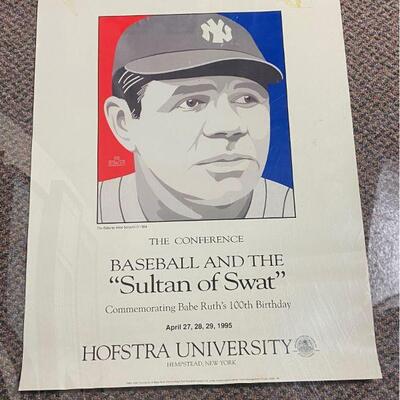 NY
THE CONFERENCE
BASEBALL AND THE
"Sultan of Swat"
Commemorating Babe Ruth's 100th Birthday
April 27, 28, 29, 1995
HOFSTRA UNIVERSITY
HEMPSTEAD, NEW YORK